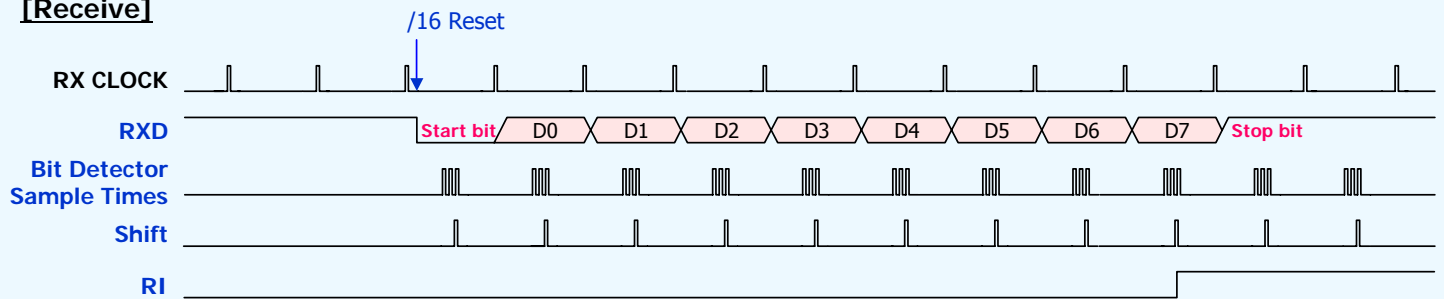 [Receive]
/16 Reset
RX CLOCK
RXD
Start bit D0 D1 D2 D3 D4 D5 D6 D7 Stop bit
Bit Detector
Sample Times
Shift
RI